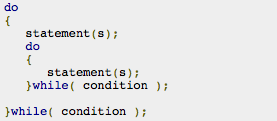 do
{
   statement(s);
   do
   {
      statement(s);
   }while( condition );

}while( condition );